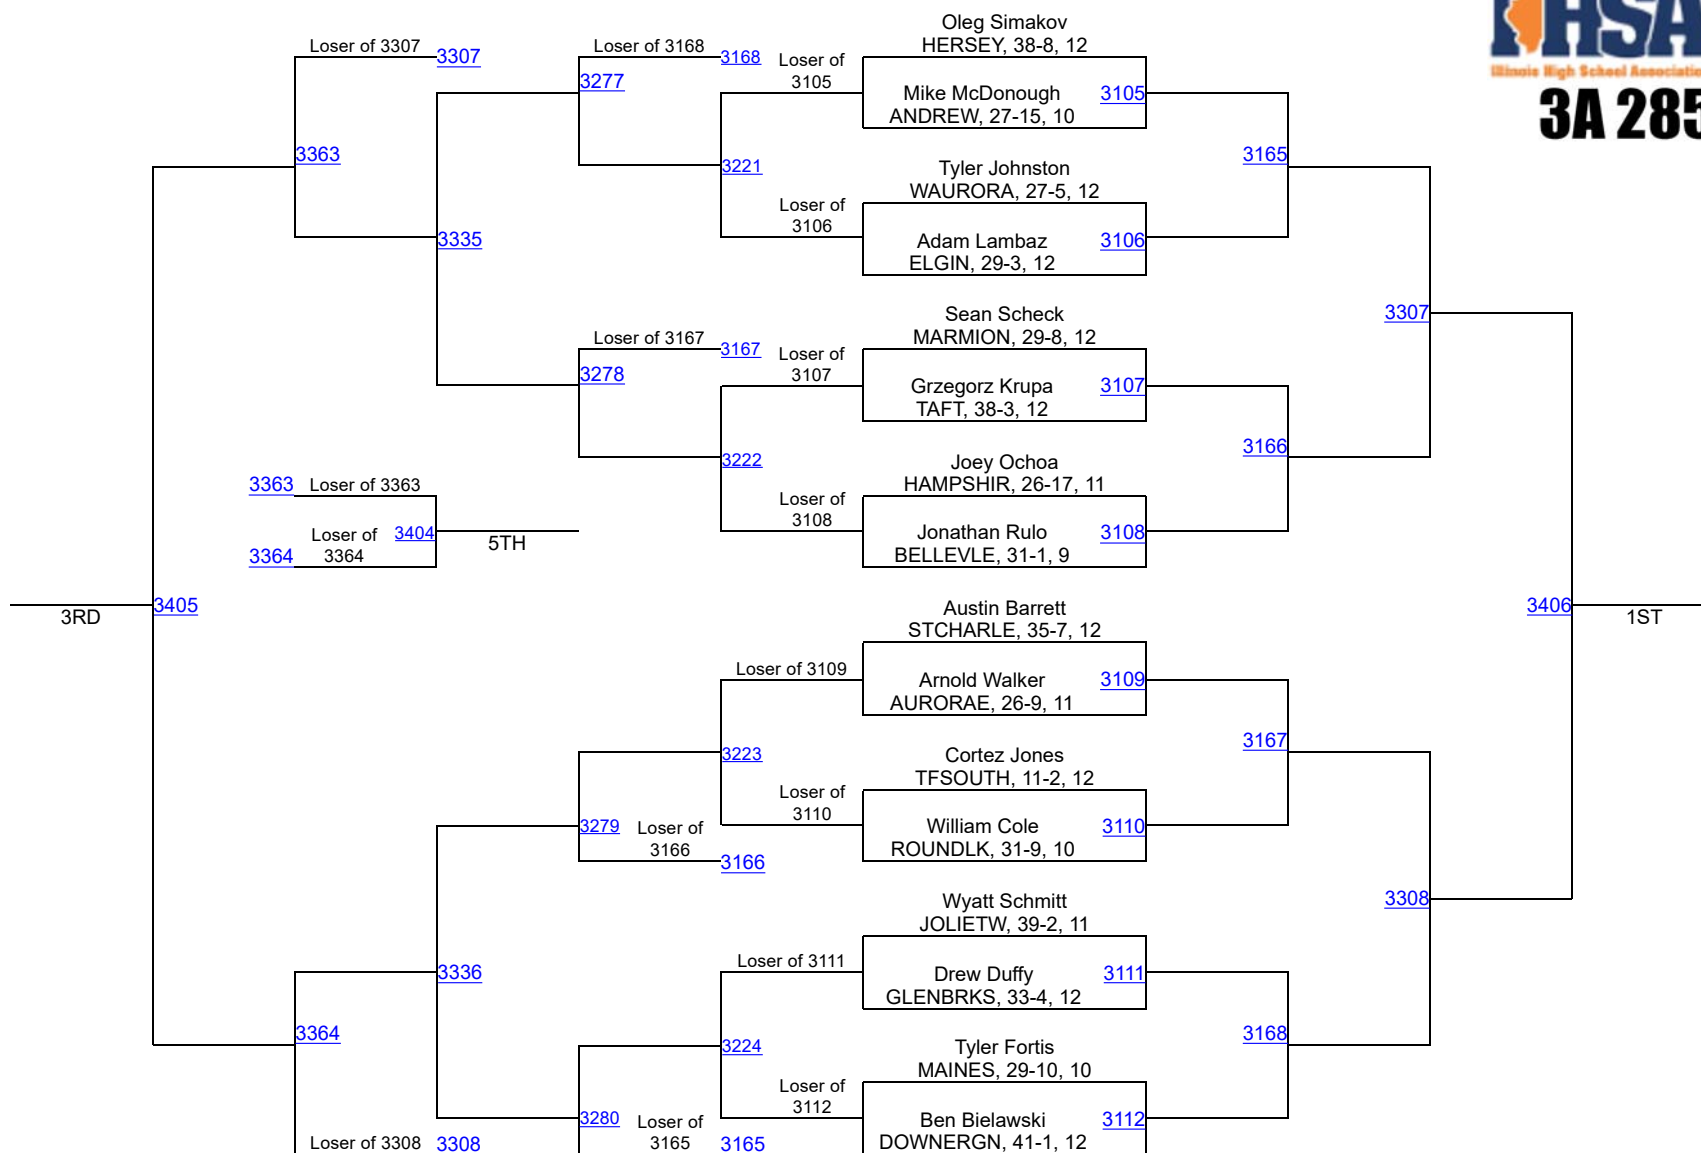 HSA
Illinois High School Associatio
3A 285
Oleg Simakov
HERSEY, 38-8, 12
Mike McDonough
ANDREW, 27-15, 10
3105
Tyler Johnston
WAURORA, 27-5, 12
Adam Lambaz
ELGIN, 29-3, 12
3106
Sean Scheck
MARMION, 29-8, 12
Grzegorz Krupa
TAFT, 38-3, 12
3107
Joey Ochoa
HAMPSHIR, 26-17, 11
Jonathan Rulo
BELLEVLE, 31-1, 9
3108
Austin Barrett
STCHARLE, 35-7, 12
Arnold Walker
AURORAE, 26-9, 11
3109
Cortez Jones
TFSOUTH, 11-2, 12
William Cole
ROUNDLK, 31-9, 10
3110
Wyatt Schmitt
JOLIETW, 39-2, 11
Drew Duffy
GLENBRKS, 33-4, 12
3111
Tyler Fortis
MAINES, 29-10, 10
Ben Bielawski
DOWNERGN, 41-1, 12
3112
3165
3166
3167
3168
3307
3308
3406
1ST
Loser of 3307
3307
Loser of 3168
3168
Loser of
3105
3277
3221
3363
Loser of
3106
3335
Loser of 3167
3167
Loser of
3107
3278
3222
Loser of
3108
3363
Loser of 3363
Loser of
3364
3404
3364
5TH
3405
3RD
Loser of 3109
3223
Loser of
3110
3279
Loser of
3166
3166
3336
Loser of 3111
3364
3224
Loser of
3112
3280
Loser of
3165
3165
Loser of 3308
3308